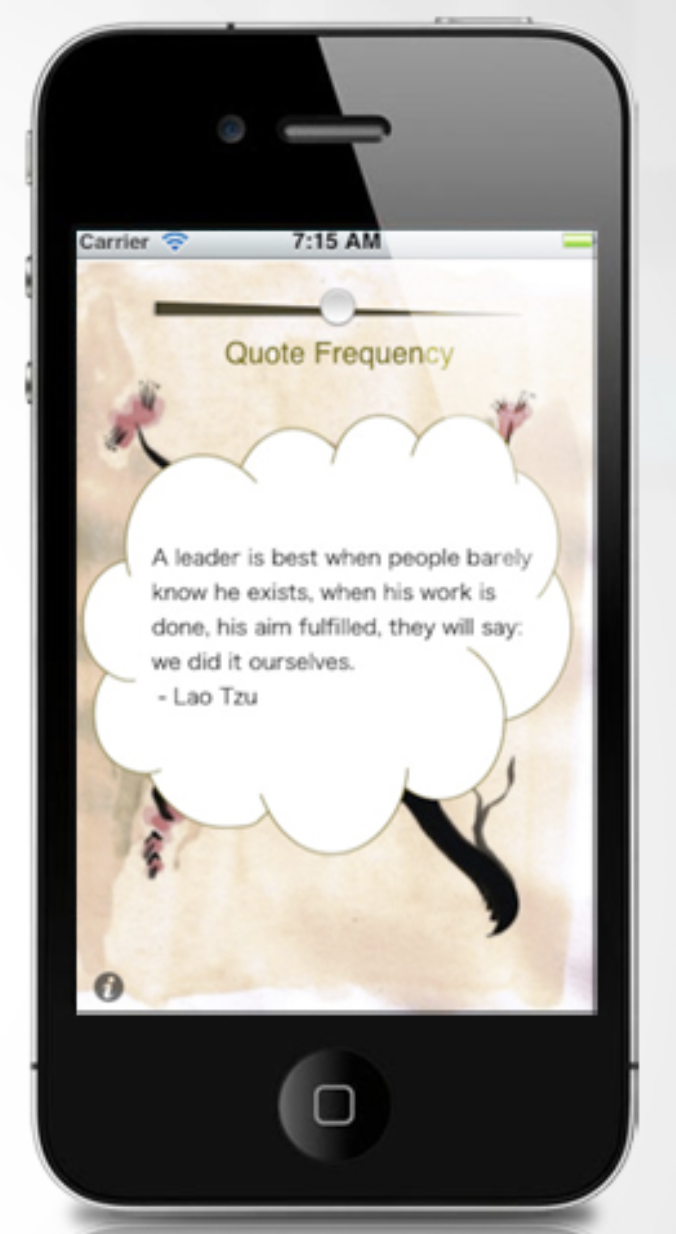 Carrier 7:15 AM
Quote Frequency
A leader is best when people barely
know he exists, when his work is
done, his aim fulfilled, they will say:
we did it ourselves.
- Lao Tzu
i